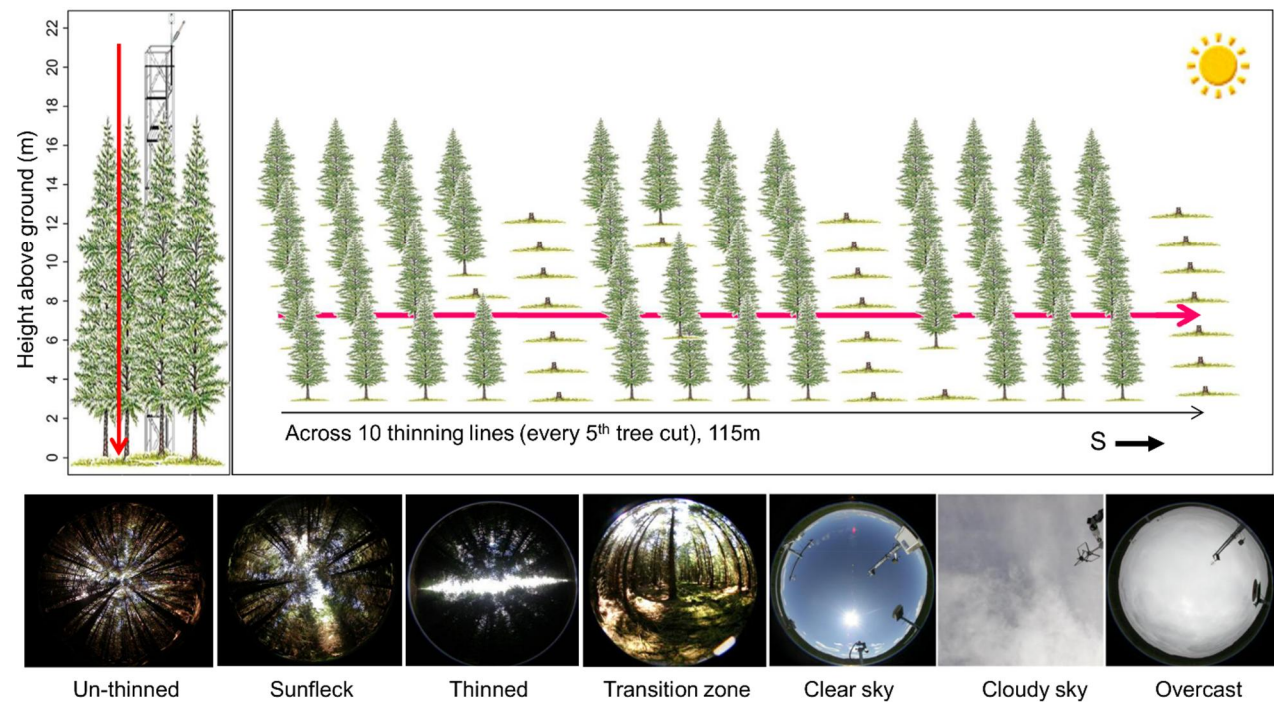 Height above ground (m)
22
20
18
16
14
12
10
8
6
4
2
0
Across 10 thinning lines (every 5th tree cut), 115m
S
Un-thinned
Sunfleck
Thinned
Transition zone
Clear sky
Cloudy sky
Overcast